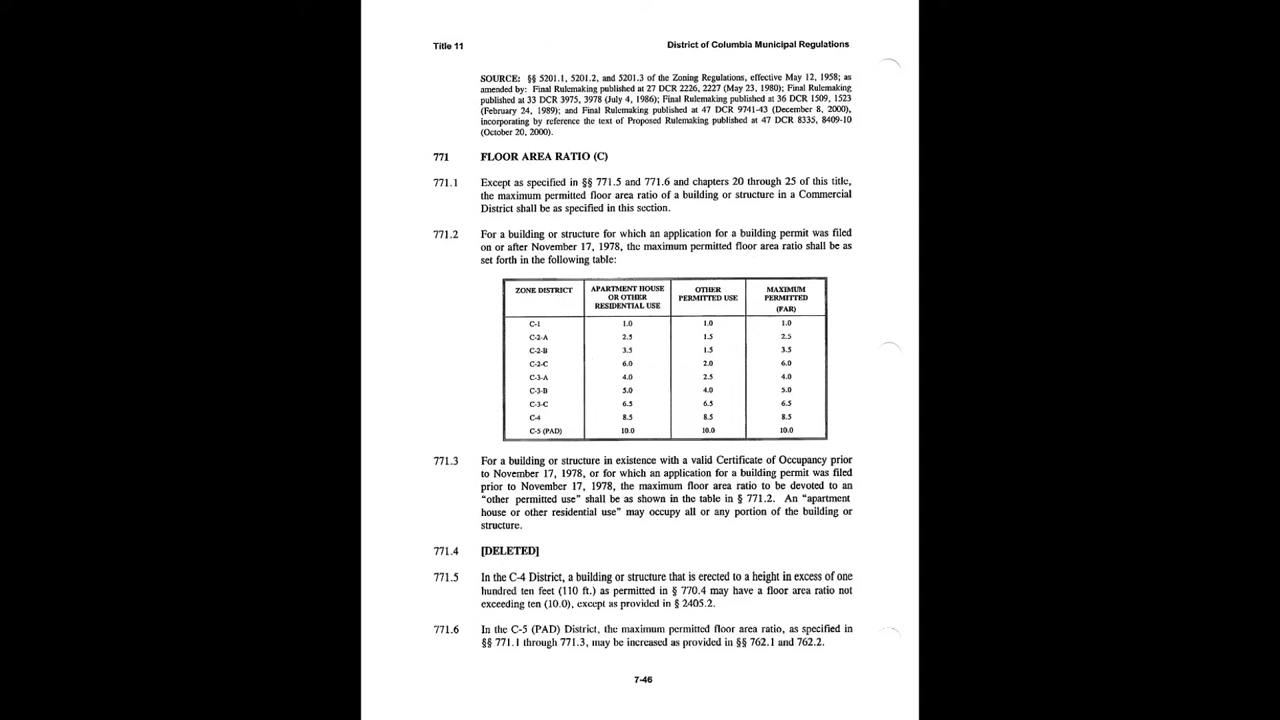 Title 11 District of Columbia Municipal Regulations
SOURCE: §§ 5201.1, 5201.2, and 5201.3 of the Zoning Regulations, effective May 12, 1958; as
amended by: Final Rulemaking published at 27 DCR 2226, 2227 (May 23, 1980); Final Rulemaking
published at 33 DCR 3975, 3978 (July 4, 1986); Final Rulemaking published at 36 DCR 1509, 1523
(February 24, 1989); and Final Rulemaking published at 47 DCR 9741-43 (December 8, 2000),
incorporating by reference the text of Proposed Rulemaking published at 47 DCR 8335, 8409-10
(October 20, 2000).
771 FLOOR AREA RATIO (C)
771.1 Except as specified in §§ 771.5 and 771.6 and chapters 20 through 25 of this title,
the maximum permitted floor area ratio of a building or structure in a Commercial
District shall be as specified in this section.
771.2 For a building or structure for which an application for a building permit was filed
on or after November 17, 1978, the maximum permitted floor area ratio shall be as
set forth in the following table:
ZONE DISTRICT APARTMENT HOUSE OTHER MAXIMUM
OR OTHER PERMITTED USE PERMITTED
RESIDENTIAL USE (FAR)
C-1 1.0 1.0 1.0
C-2-A 2.5 1.5 2.5
C-2-B 3.5 1.5 3.5
C-2-C 6.0 2.0 6.0
C-3-A 4.0 2.5 4.0
C-3-B 5.0 4.0 5.0
C-3-C 6.5 6.5 6.5
C-4 8.5 8.5 8.5
C-5 (PAD) 10.0 10.0 10.0
771.3 For a building or structure in existence with a valid Certificate of Occupancy prior
to November 17, 1978, or for which an application for a building permit was filed
prior to November 17, 1978, the maximum floor area ratio to be devoted to an
"other permitted use" shall be as shown in the table in § 771.2. An "apartment
house or other residential use" may occupy all or any portion of the building or
structure.
771.4 [DELETED]
771.5 In the C-4 District, a building or structure that is erected to a height in excess of one
hundred ten feet (110 ft.) as permitted in § 770.4 may have a floor area ratio not
exceeding ten (10.0), except as provided in § 2405.2.
771.6 In the C-5 (PAD) District, the maximum permitted floor area ratio, as specified in
§§ 771.1 through 771.3, may be increased as provided in §§ 762.1 and 762.2.
7-46